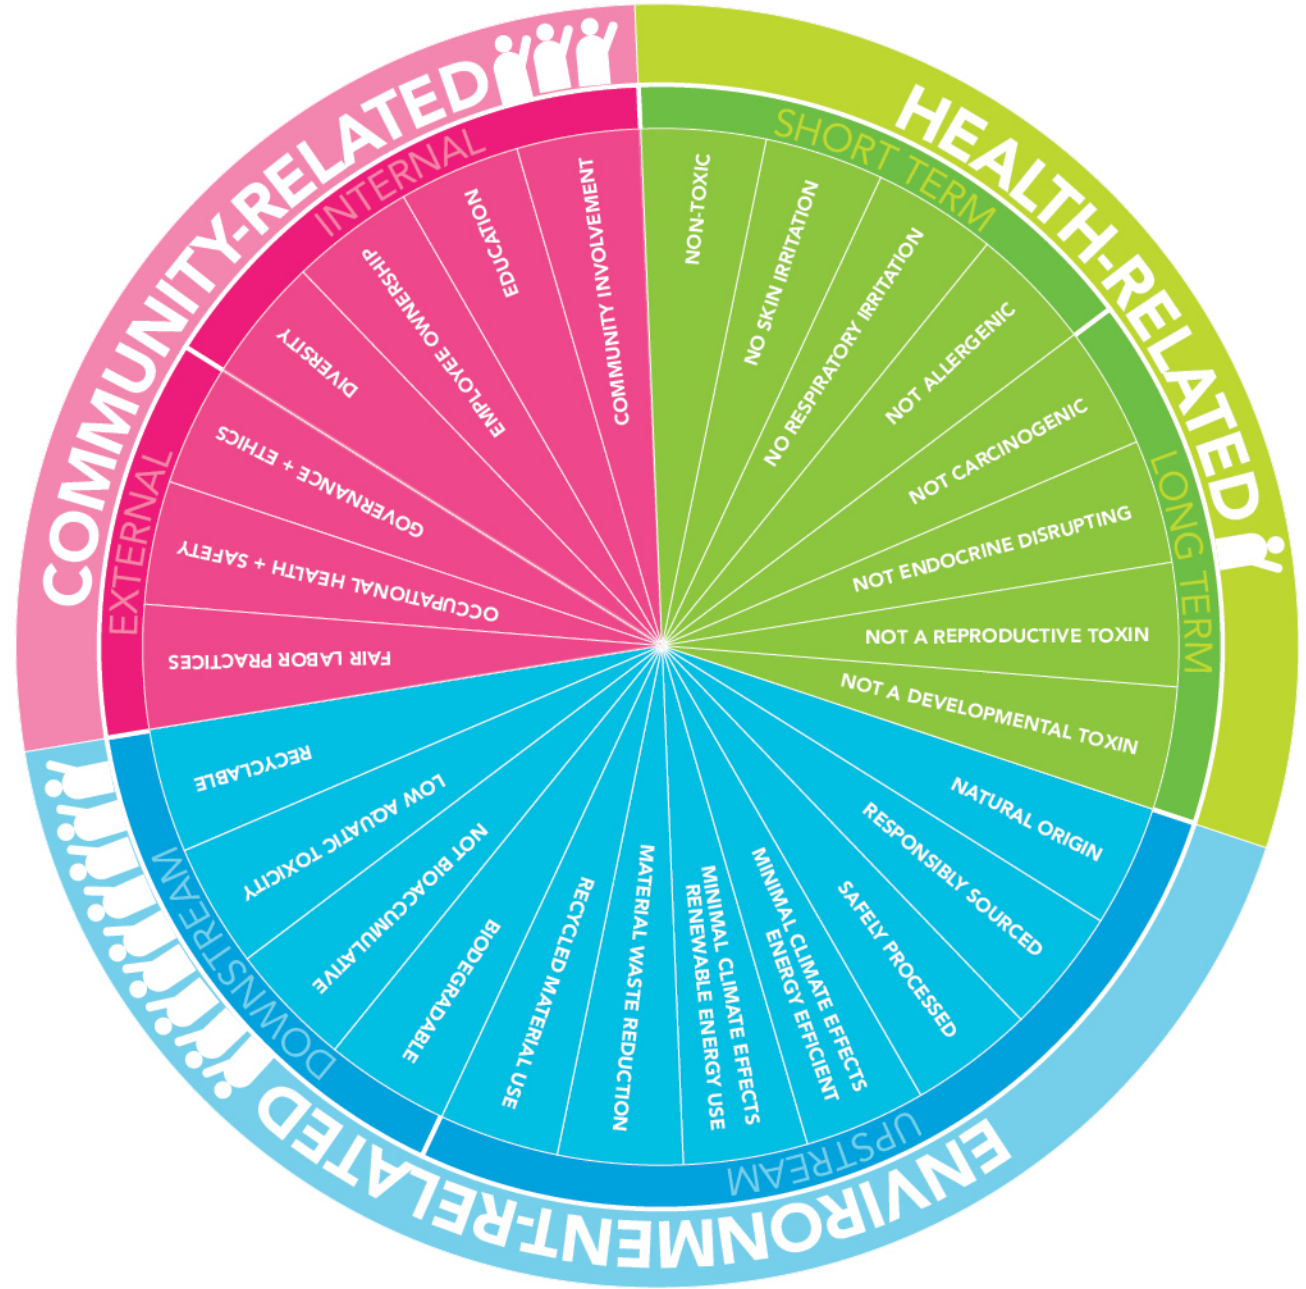 HEALTH-RELATED
SHORT TERM
NON-TOXIC
NO SKIN IRRITATION
NO RESPIRATORY IRRITATION
NOT ALLERGENIC
LONG TERM
NOT CARCINOGENIC
NOT ENDOCRINE DISRUPTING
NOT A REPRODUCTIVE TOXIN
NOT A DEVELOPMENTAL TOXIN
ENVIRONMENT-RELATED
UPSTREAM
NATURAL ORIGIN
RESPONSIBLY SOURCED
SAFELY PROCESSED
MINIMAL CLIMATE EFFECTS
ENERGY EFFICIENT
MINIMAL CLIMATE EFFECTS
RENEWABLE ENERGY USE
MATERIAL WASTE REDUCTION
RECYCLED MATERIAL USE
DOWNSTREAM
BIODEGRADABLE
NOT BIOACCUMULATIVE
LOW AQUATIC TOXICITY
RECYCLABLE
COMMUNITY-RELATED
EXTERNAL
FAIR LABOR PRACTICES
OCCUPATIONAL HEALTH + SAFETY
GOVERNANCE + ETHICS
INTERNAL
DIVERSITY
EMPLOYEE OWNERSHIP
EDUCATION
COMMUNITY INVOLVEMENT